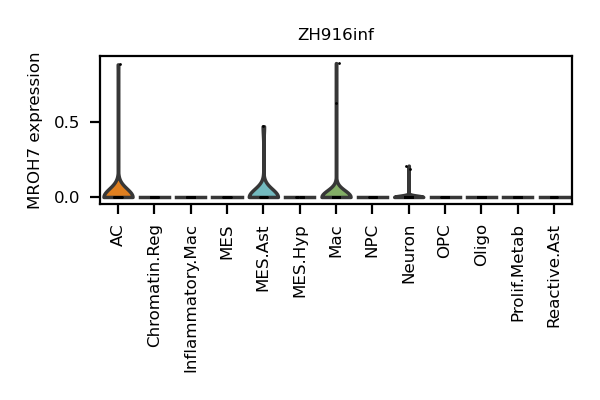 ZH916inf
MROH7 expression
0.5
0.0
AC
Chromatin.Reg
Inflammatory.Mac
MES
MES.Ast
MES.Hyp
Mac
NPC
Neuron
OPC
Oligo
Prolif.Metab
Reactive.Ast